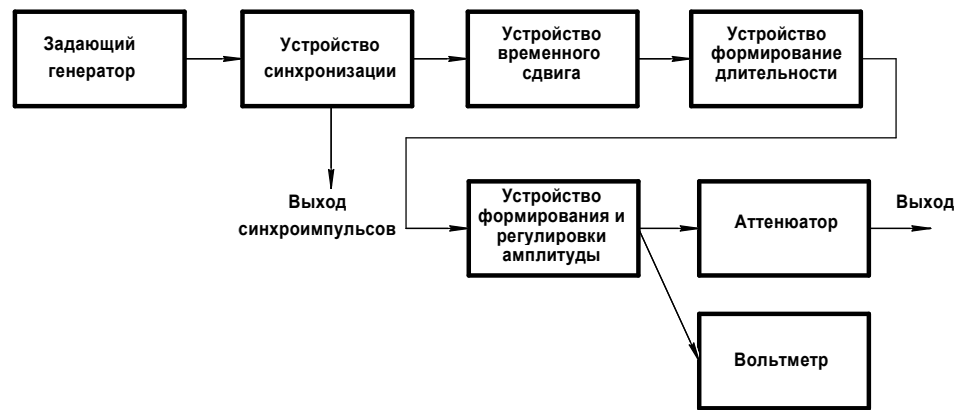 Задающий
генератор
Устройство
синхронизации
Устройство
временного
сдвига
Устройство
формирование
длительности
Выход
синхроимпульсов
Устройство
формирования и
регулировки
амплитуды
Аттенюатор
Выход
Вольтметр